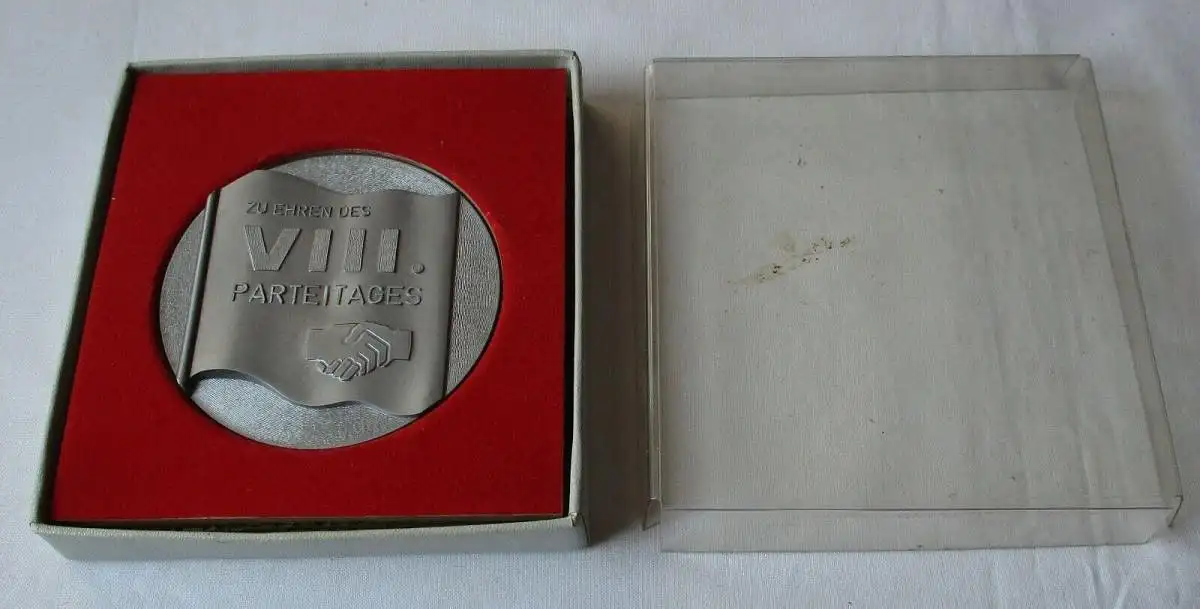 ZU EHREN DES
VIII.
PARTEITAGES